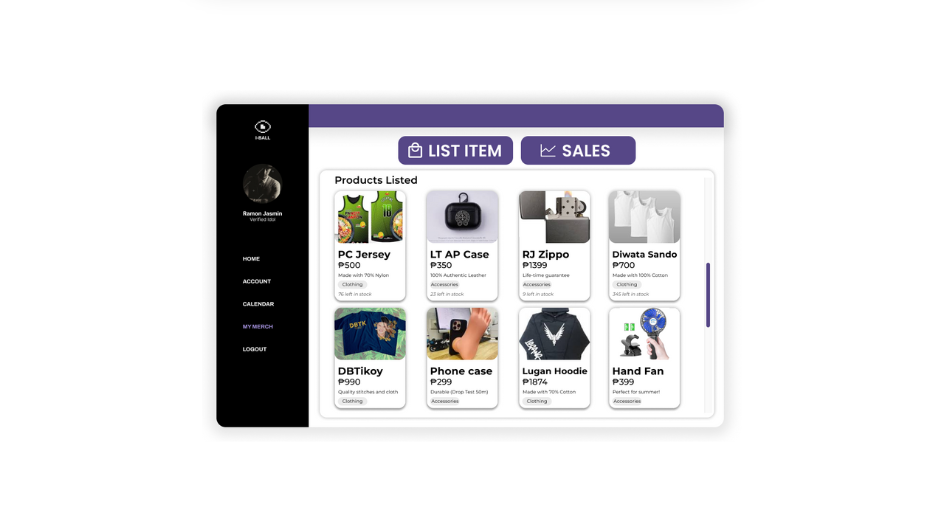 I-BALL
Ramon Jasmin
HOME
ACCOUNT
CALENDAR
MY MERCH
LOGOUT
LIST ITEM
SALES
Products Listed
PC Jersey
₱500
Made with 70% Nylon
Clothing
76 left in stock
LT AP Case
₱350
100% Authentic Leather
Accessories
23 left in stock
RJ Zippo
₱1399
Life-time guarantee
Accessories
9 left in stock
Diwata Sando
₱700
Made with 100% Cotton
Clothing
345 left in stock
DBTikoy
₱990
Quality stitches and cloth
Clothing
Phone case
₱299
Durable (Drop Test 50m)
Accessories
Lugan Hoodie
₱1874
Made with 70% Cotton
Clothing
Hand Fan
₱399
Perfect for summer!
Accessories